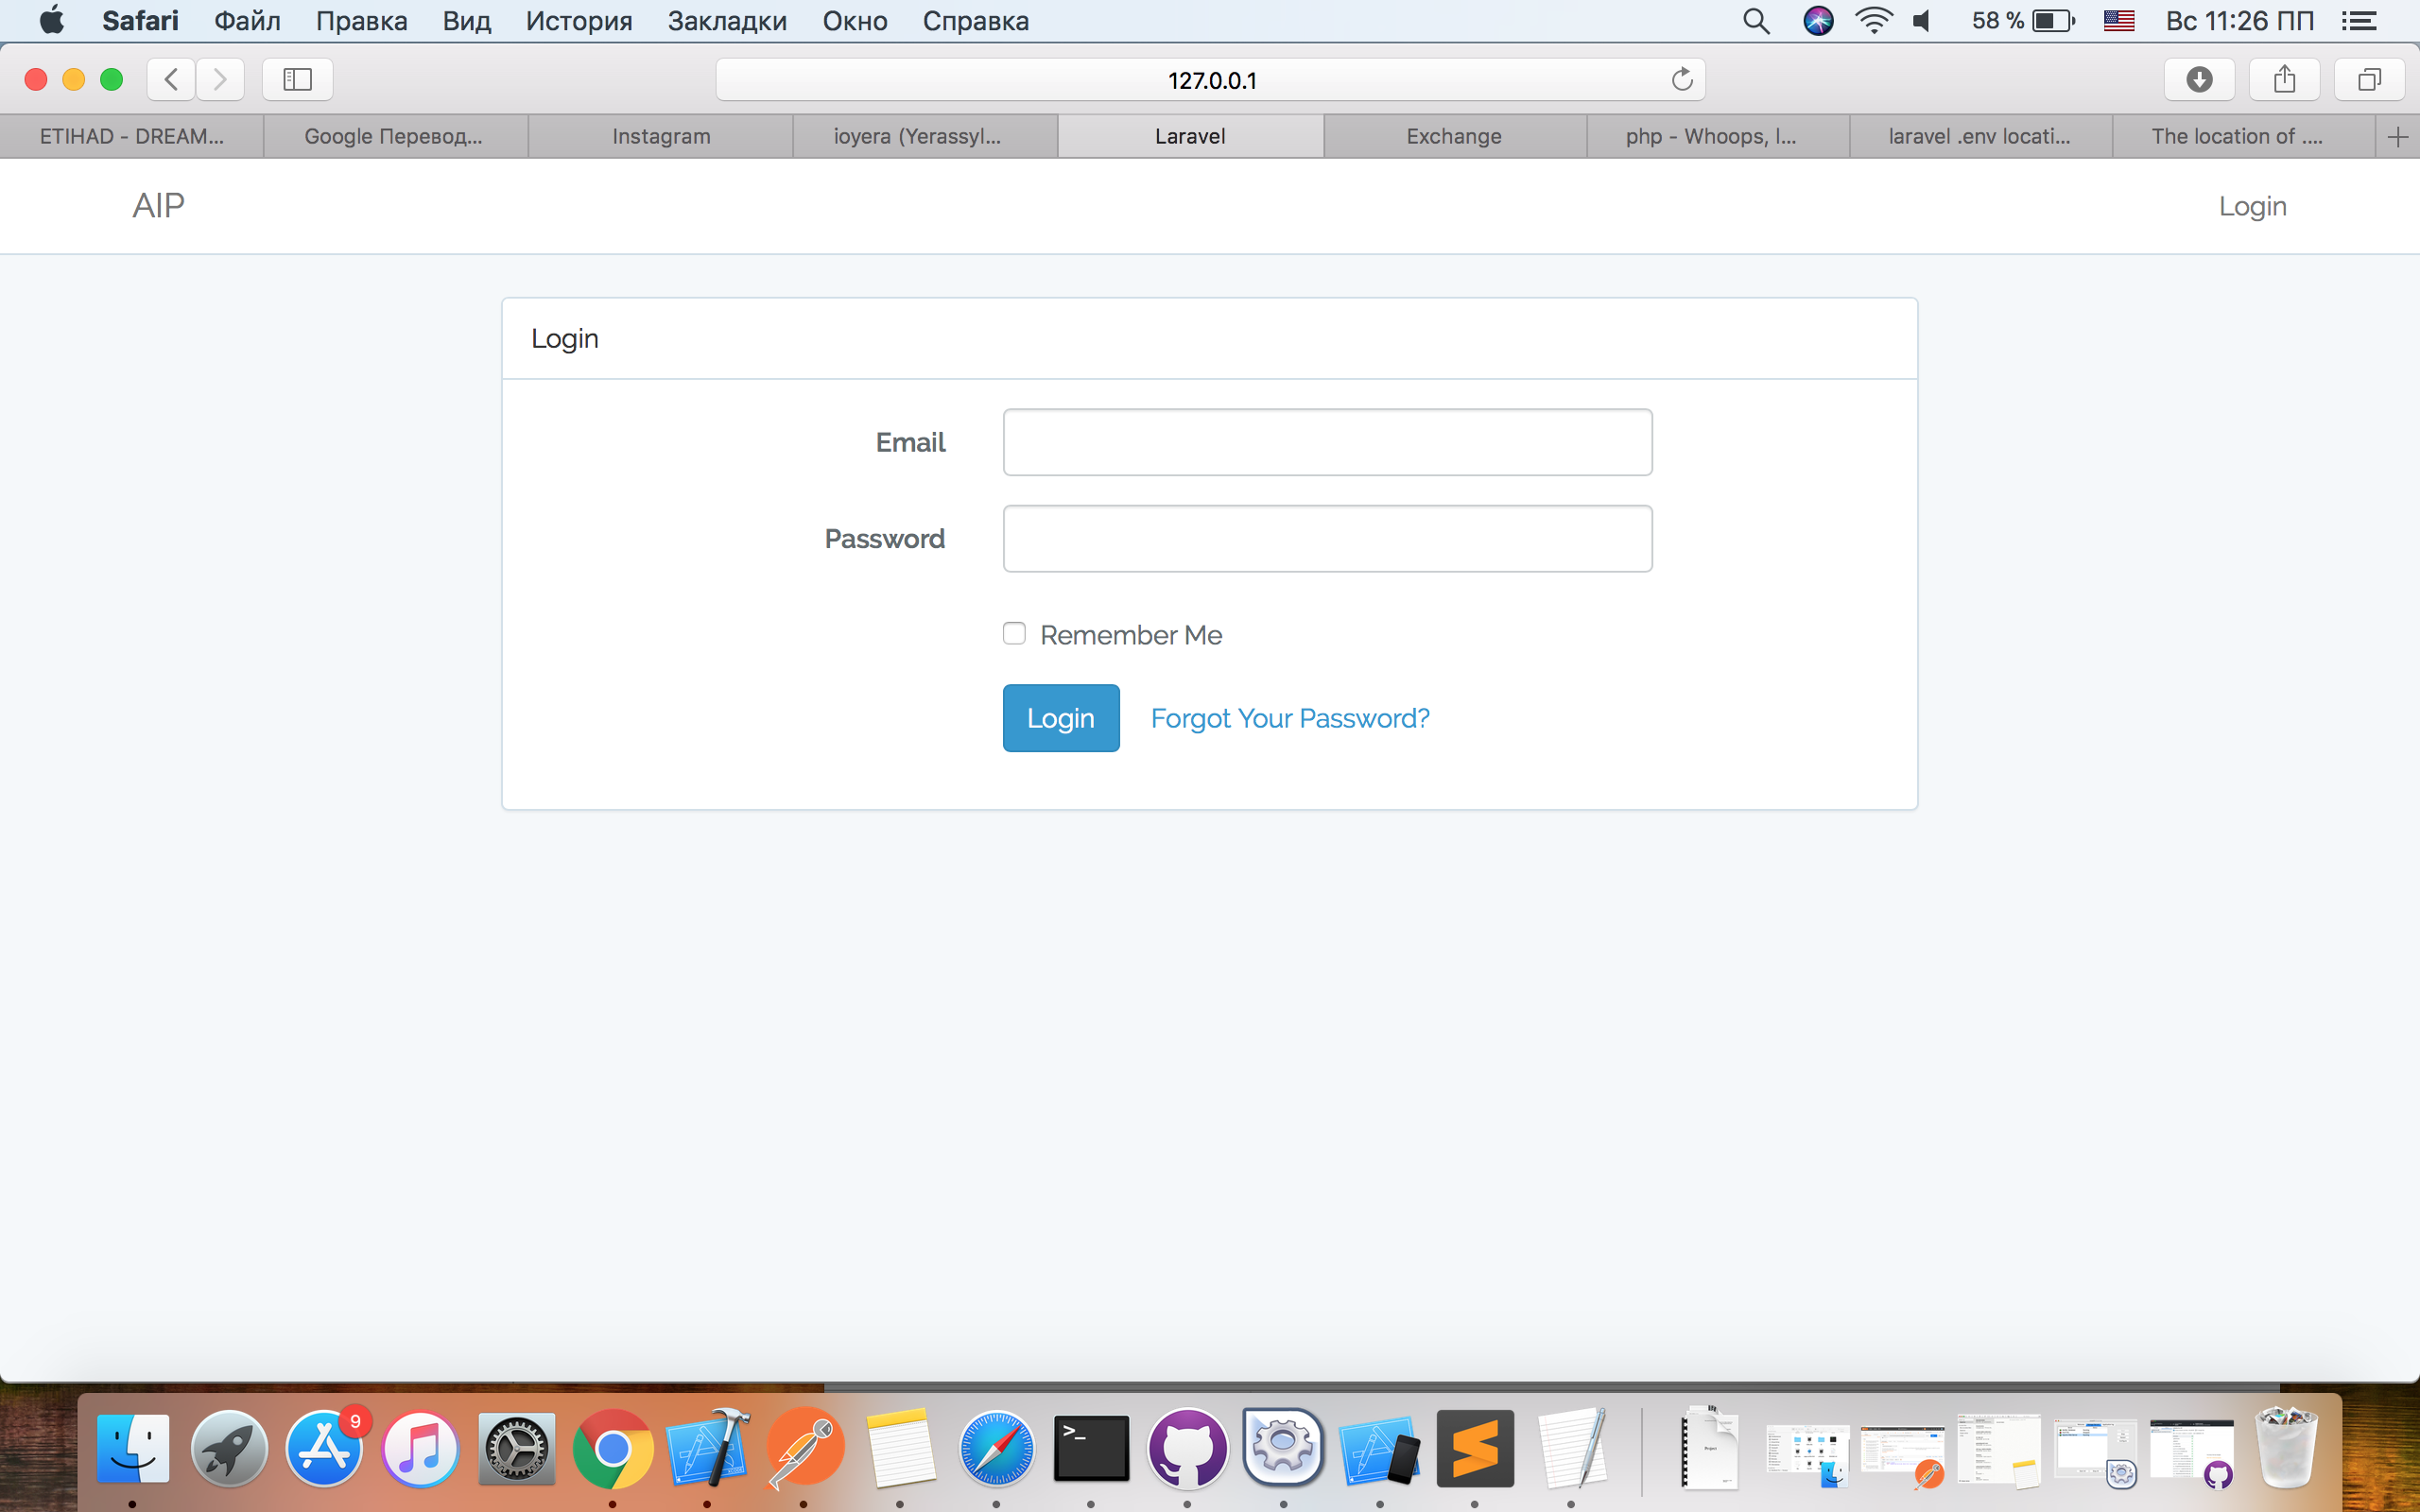 Safari Файл Правка Вид История Закладки Окно Справка 58 % Вс 11:26 ПП
127.0.0.1
ETIHAD - DREAM... Google Перевод... Instagram ioyera (Yerassyl... Laravel Exchange php - Whoops, l... laravel .env locati... The location of ....
AIP Login
Login
Email
Password
Remember Me
Login Forgot Your Password?
9
>_
Project